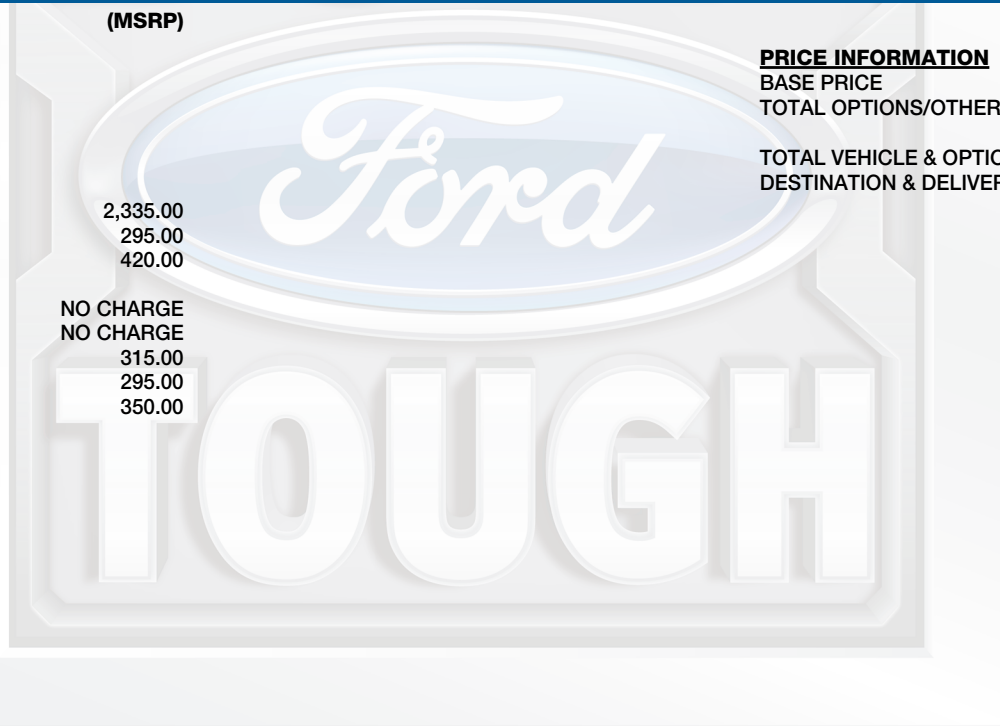 (MSRP)
2,335.00
295.00
420.00
NO CHARGE
NO CHARGE
315.00
295.00
350.00
PRICE INFORMATION
BASE PRICE
TOTAL OPTIONS/OTHER
TOTAL VEHICLE & OPTIO
DESTINATION & DELIVER
Ford
TOUGH